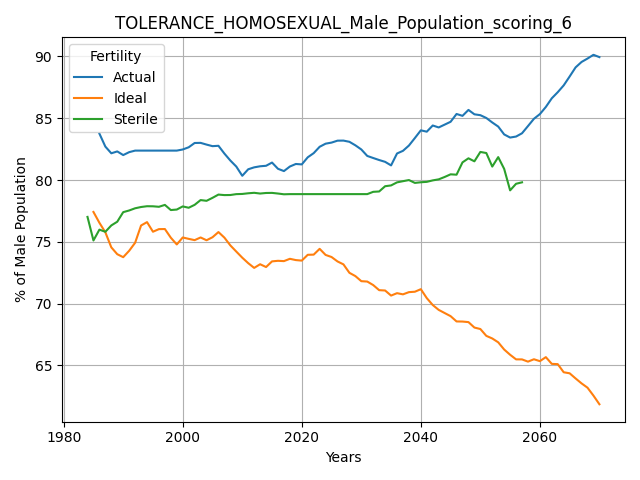 TOLERANCE_HOMOSEXUAL_Male_Population_scoring_6
Fertility
Actual
Ideal
Sterile
% of Male Population
90
85
80
75
70
65
1980
2000
2020
2040
2060
Years